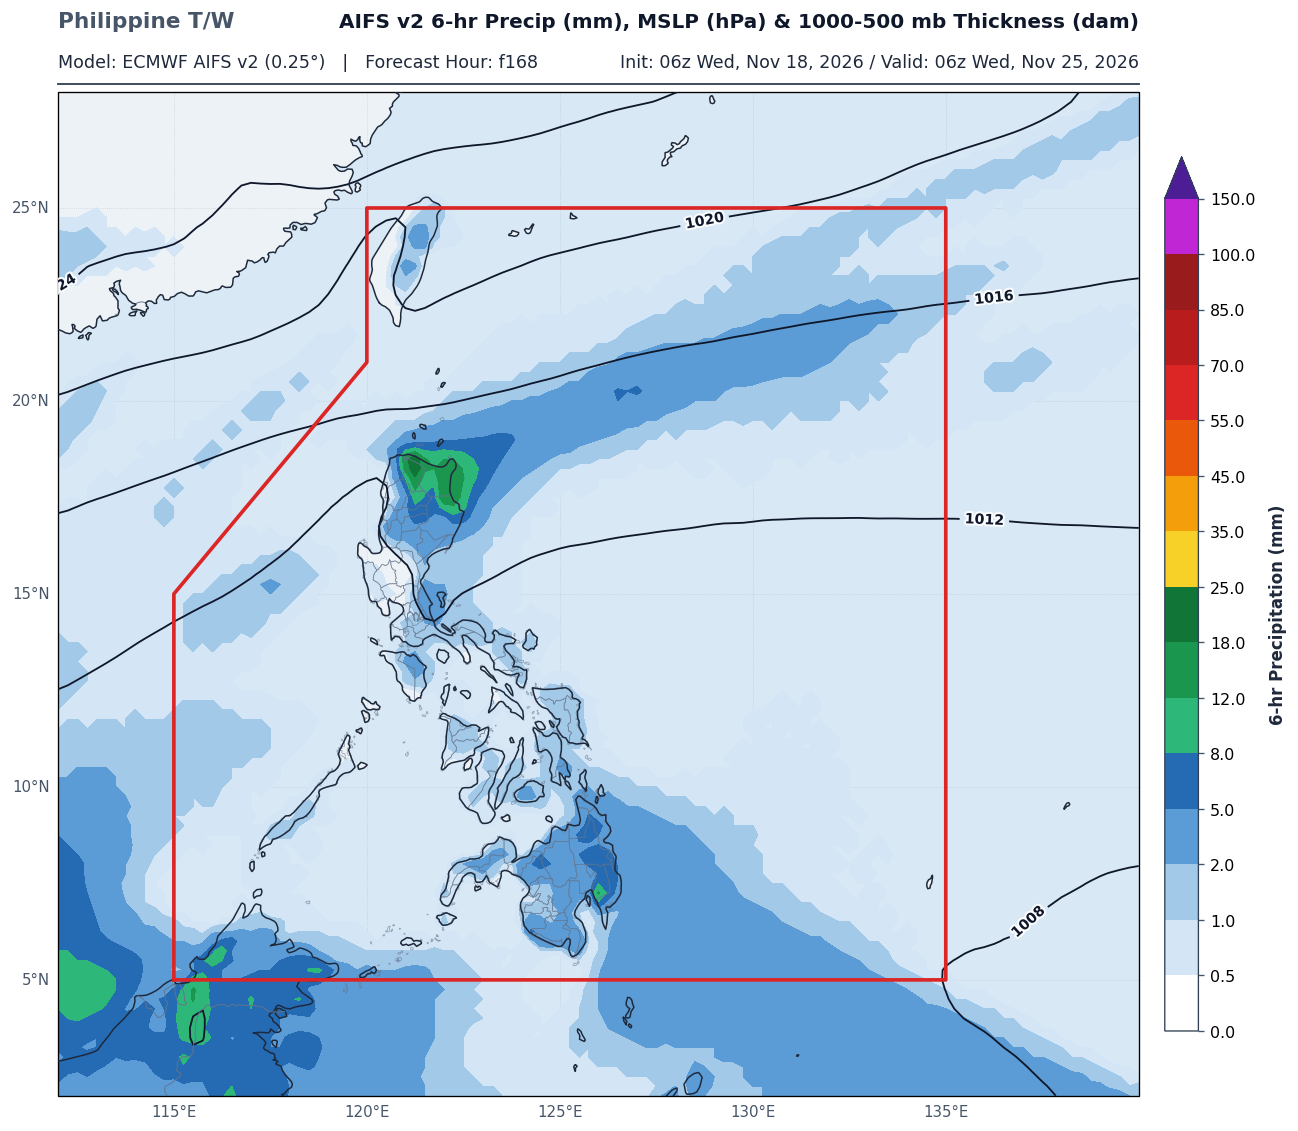 Philippine T/W
AIFS v2 6-hr Precip (mm), MSLP (hPa) & 1000-500 mb Thickness (dam)
Model: ECMWF AIFS v2 (0.25°)   |   Forecast Hour: f168
Init: 06z Wed, Nov 18, 2026 / Valid: 06z Wed, Nov 25, 2026
25°N
20°N
15°N
10°N
5°N
24
1020
1016
1012
1008
115°E
120°E
125°E
130°E
135°E
150.0
100.0
85.0
70.0
55.0
45.0
35.0
25.0
18.0
12.0
8.0
5.0
2.0
1.0
0.5
0.0
6-hr Precipitation (mm)